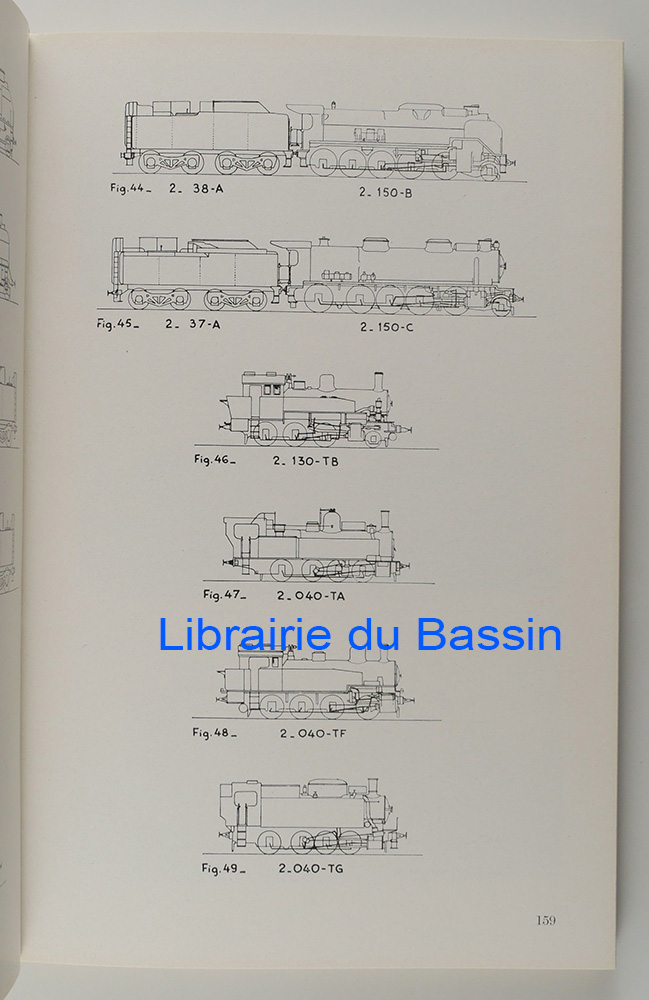 Fig.44_ 2_ 38-A 2_150-B
Fig.45_ 2_ 37-A 2_150-C
Fig.46_ 2_130-TB
Fig.47_ 2_040-TA
Librairie du Bassin
Fig.48_ 2_040-TF
Fig.49_ 2_040-TG
159